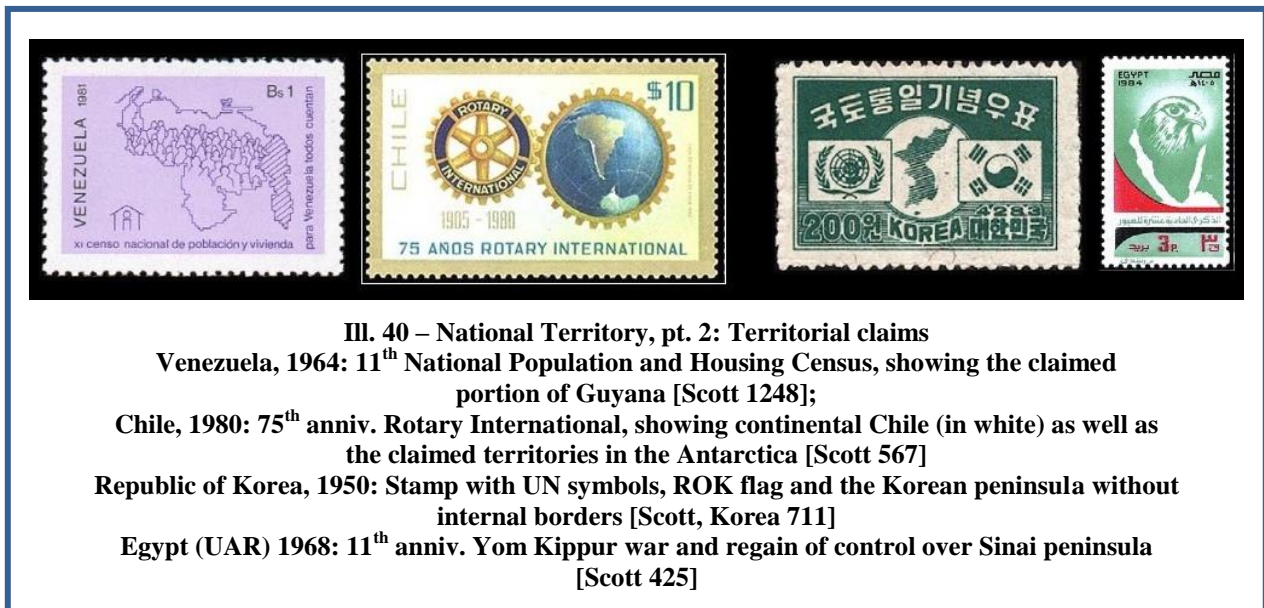 VENEZUELA 1981
Bs 1
para Venezuela todos cuentan
xi censo nacional de población y vivienda
CHILE
$10
ROTARY
INTERNATIONAL
1905 - 1980
75 AÑOS ROTARY INTERNATIONAL
국토통일기념우표
4283
200원 KOREA 대한민국
EGYPT
1984
مصر
الذكرى الحادية عشرة للعبور
بريد
3P.
Ill. 40 – National Territory, pt. 2: Territorial claims
Venezuela, 1964: 11th National Population and Housing Census, showing the claimed
portion of Guyana [Scott 1248];
Chile, 1980: 75th anniv. Rotary International, showing continental Chile (in white) as well as
the claimed territories in the Antarctica [Scott 567]
Republic of Korea, 1950: Stamp with UN symbols, ROK flag and the Korean peninsula without
internal borders [Scott, Korea 711]
Egypt (UAR) 1968: 11th anniv. Yom Kippur war and regain of control over Sinai peninsula
[Scott 425]